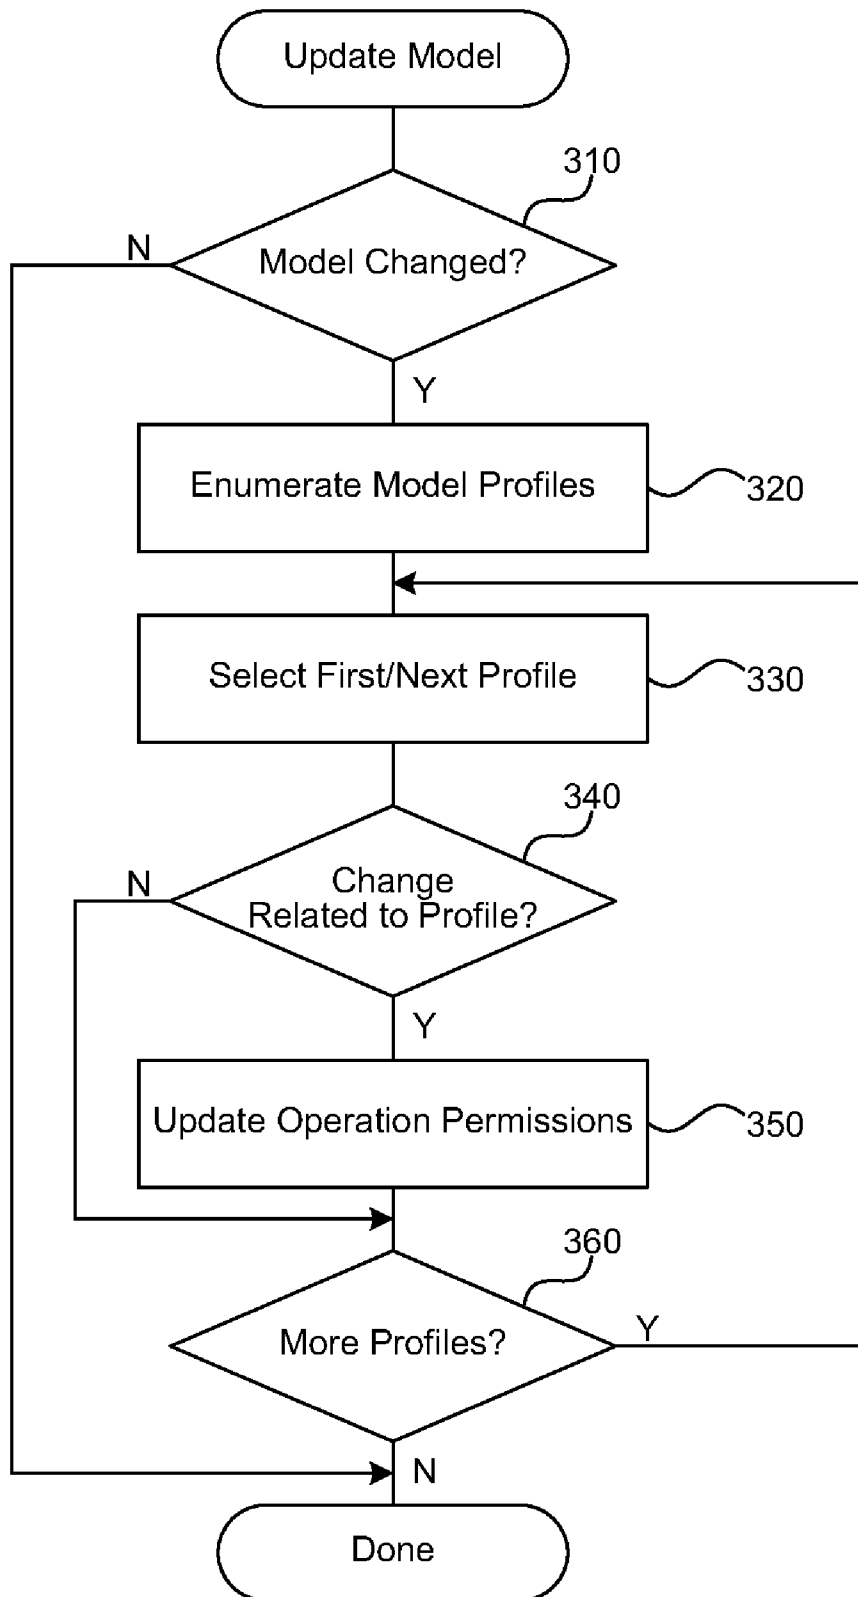 Update Model
310
N
Model Changed?
Y
Enumerate Model Profiles
320
Select First/Next Profile
330
340
N
Change
Related to Profile?
Y
Update Operation Permissions
350
360
More Profiles?
Y
N
Done